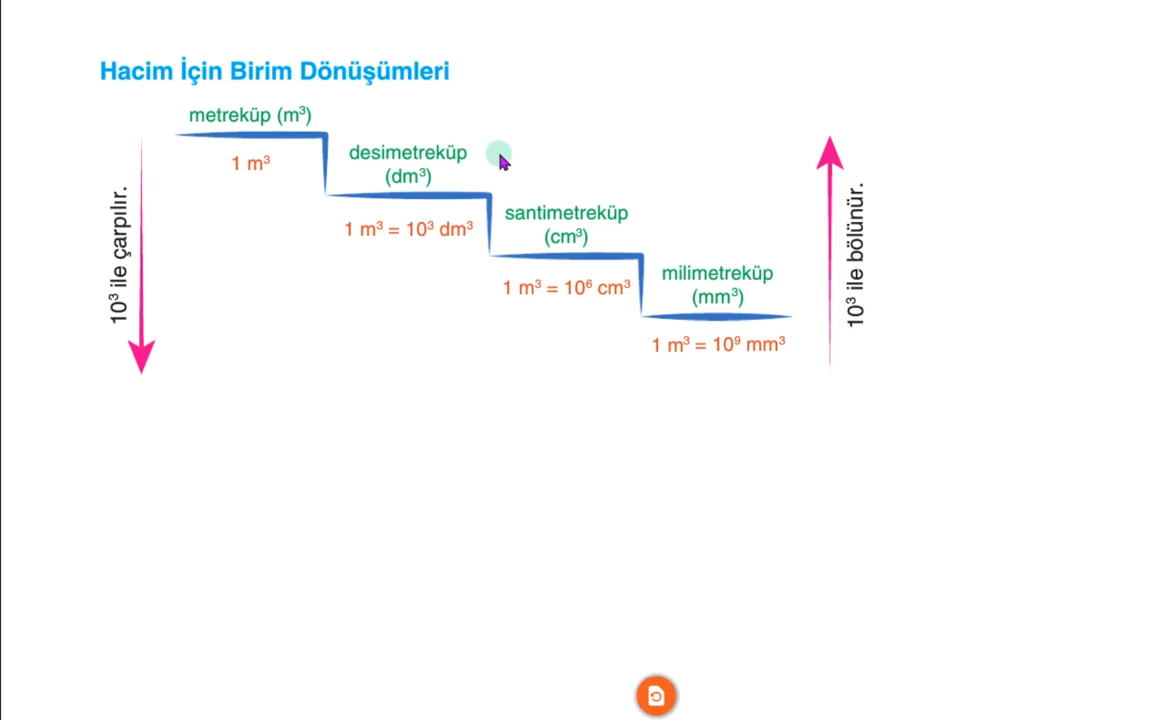 Hacim İçin Birim Dönüşümleri
metreküp (m³)
1 m³
desimetreküp
(dm³)
1 m³ = 10³ dm³
santimetreküp
(cm³)
1 m³ = 10⁶ cm³
milimetreküp
(mm³)
1 m³ = 10⁹ mm³
10³ ile çarpılır.
10³ ile bölünür.